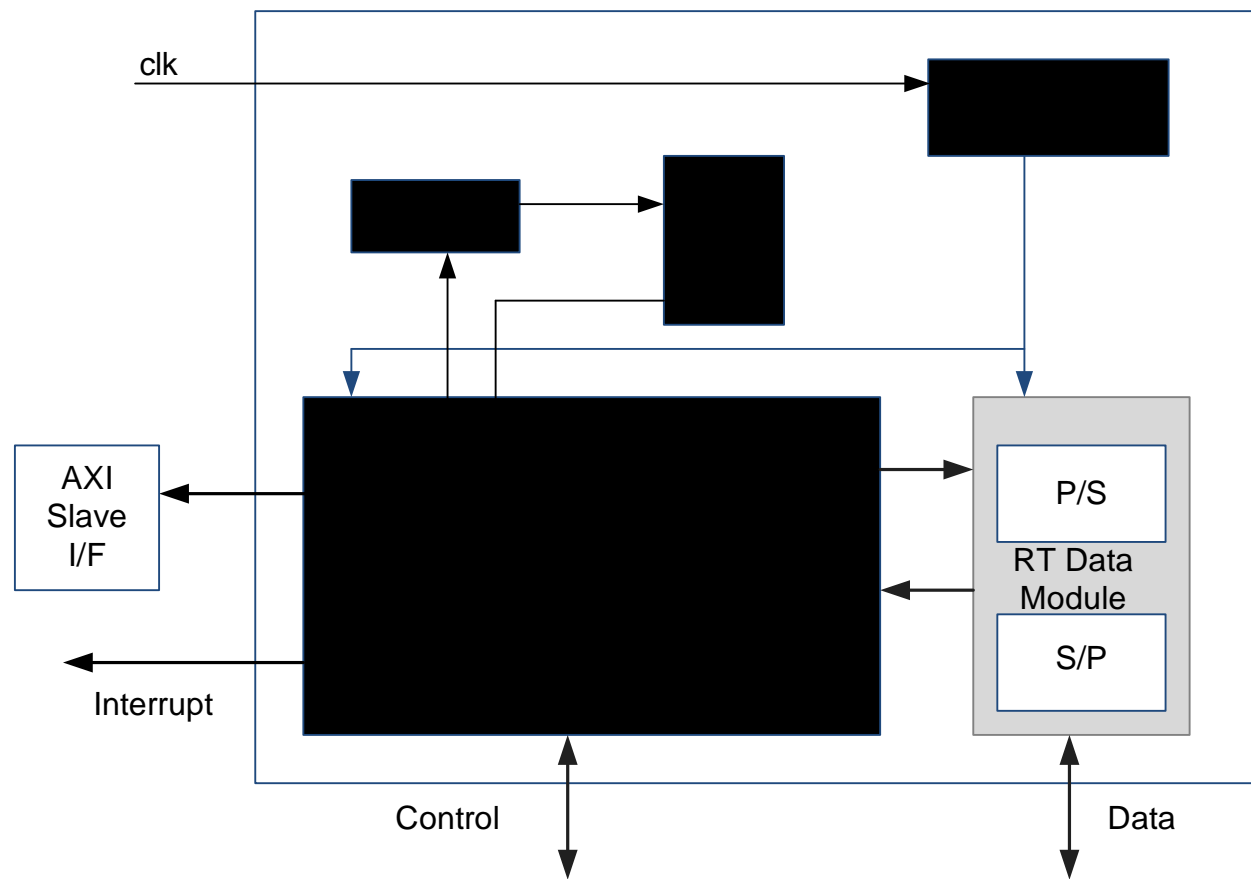 clk
AXI
Slave
I/F
P/S
RT Data
Module
S/P
Interrupt
Control
Data